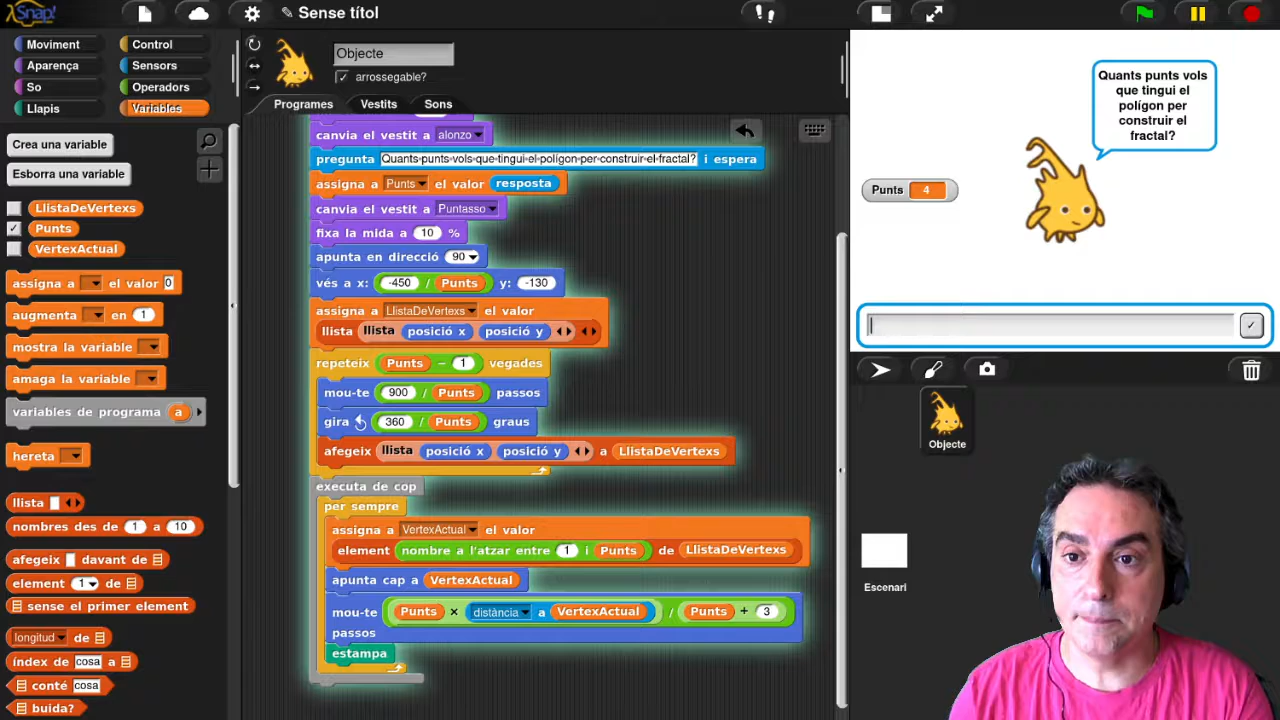 Snap!
Sense títol
Moviment
Control
Aparença
Sensors
So
Operadors
Llapis
Variables
Crea una variable
Esborra una variable
LlistaDeVertexs
Punts
VertexActual
assigna a el valor 0
augmenta en 1
mostra la variable
amaga la variable
variables de programa a
hereta
llista
nombres des de 1 a 10
afegeix davant de
element 1 de
sense el primer element
longitud de
índex de cosa a
conté cosa
buida?
Objecte
arrossegable?
Programes
Vestits
Sons
canvia el vestit a alonzo
pregunta Quants·punts·vols·que·tingui·el·polígon·per·construir·el·fractal? i espera
assigna a Punts el valor resposta
canvia el vestit a Puntasso
fixa la mida a 10 %
apunta en direcció 90
vés a x: -450 / Punts y: -130
assigna a LlistaDeVertexs el valor
llista llista posició x posició y
repeteix Punts − 1 vegades
mou-te 900 / Punts passos
gira 360 / Punts graus
afegeix llista posició x posició y a LlistaDeVertexs
executa de cop
per sempre
assigna a VertexActual el valor
element nombre a l'atzar entre 1 i Punts de LlistaDeVertexs
apunta cap a VertexActual
mou-te Punts × distància a VertexActual / Punts + 3
passos
estampa
Quants punts vols
que tingui el
polígon per
construir el
fractal?
Punts 4
Objecte
Escenari